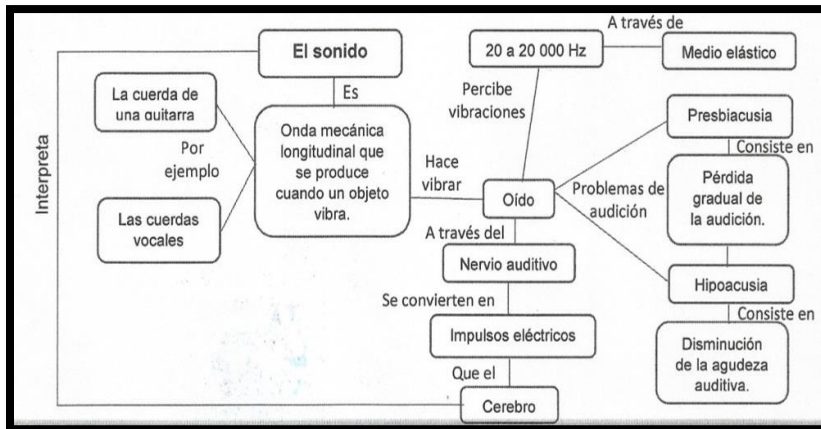 A través de
El sonido
20 a 20 000 Hz
Medio elástico
Es
La cuerda de
una guitarra
Percibe
vibraciones
Presbiacusia
Onda mecánica
longitudinal que
se produce
cuando un objeto
vibra.
Por
ejemplo
Consiste en
Hace
vibrar
Interpreta
Pérdida
gradual de
la audición.
Oído
Problemas de
audición
Las cuerdas
vocales
A través del
Nervio auditivo
Hipoacusia
Se convierten en
Consiste en
Impulsos eléctricos
Disminución
de la agudeza
auditiva.
Que el
Cerebro